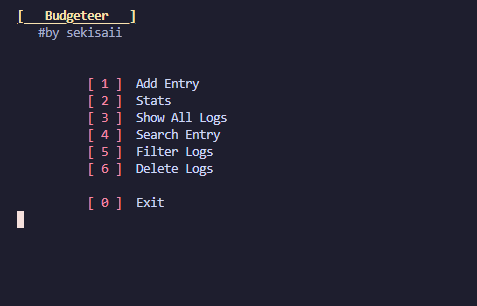 [   Budgeteer   ]
#by sekisaii
[ 1 ] Add Entry
[ 2 ] Stats
[ 3 ] Show All Logs
[ 4 ] Search Entry
[ 5 ] Filter Logs
[ 6 ] Delete Logs
[ 0 ] Exit